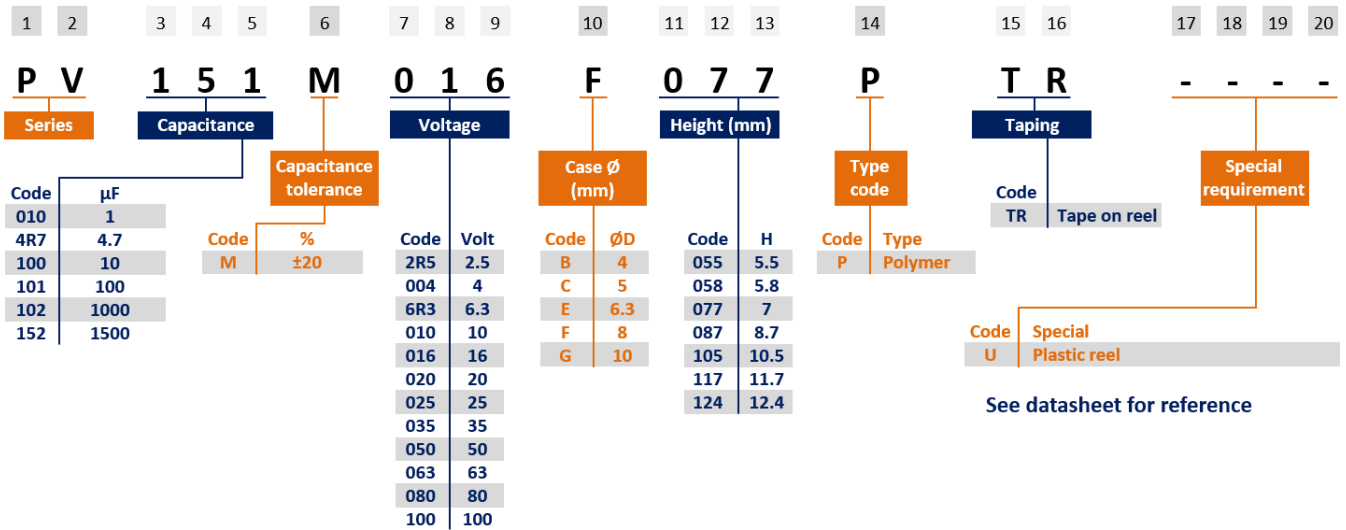 1 2 3 4 5 6 7 8 9 10 11 12 13 14 15 16 17 18 19 20
P V 1 5 1 M 0 1 6 F 0 7 7 P T R - - - -
Series
Capacitance
Code µF
010 1
4R7 4.7
100 10
101 100
102 1000
152 1500
Capacitance
tolerance
Code %
M ±20
Voltage
Code Volt
2R5 2.5
004 4
6R3 6.3
010 10
016 16
020 20
025 25
035 35
050 50
063 63
080 80
100 100
Case Ø
(mm)
Code ØD
B 4
C 5
E 6.3
F 8
G 10
Height (mm)
Code H
055 5.5
058 5.8
077 7
087 8.7
105 10.5
117 11.7
124 12.4
Type
code
Code Type
P Polymer
Taping
Code
TR Tape on reel
Special
requirement
Code Special
U Plastic reel
See datasheet for reference